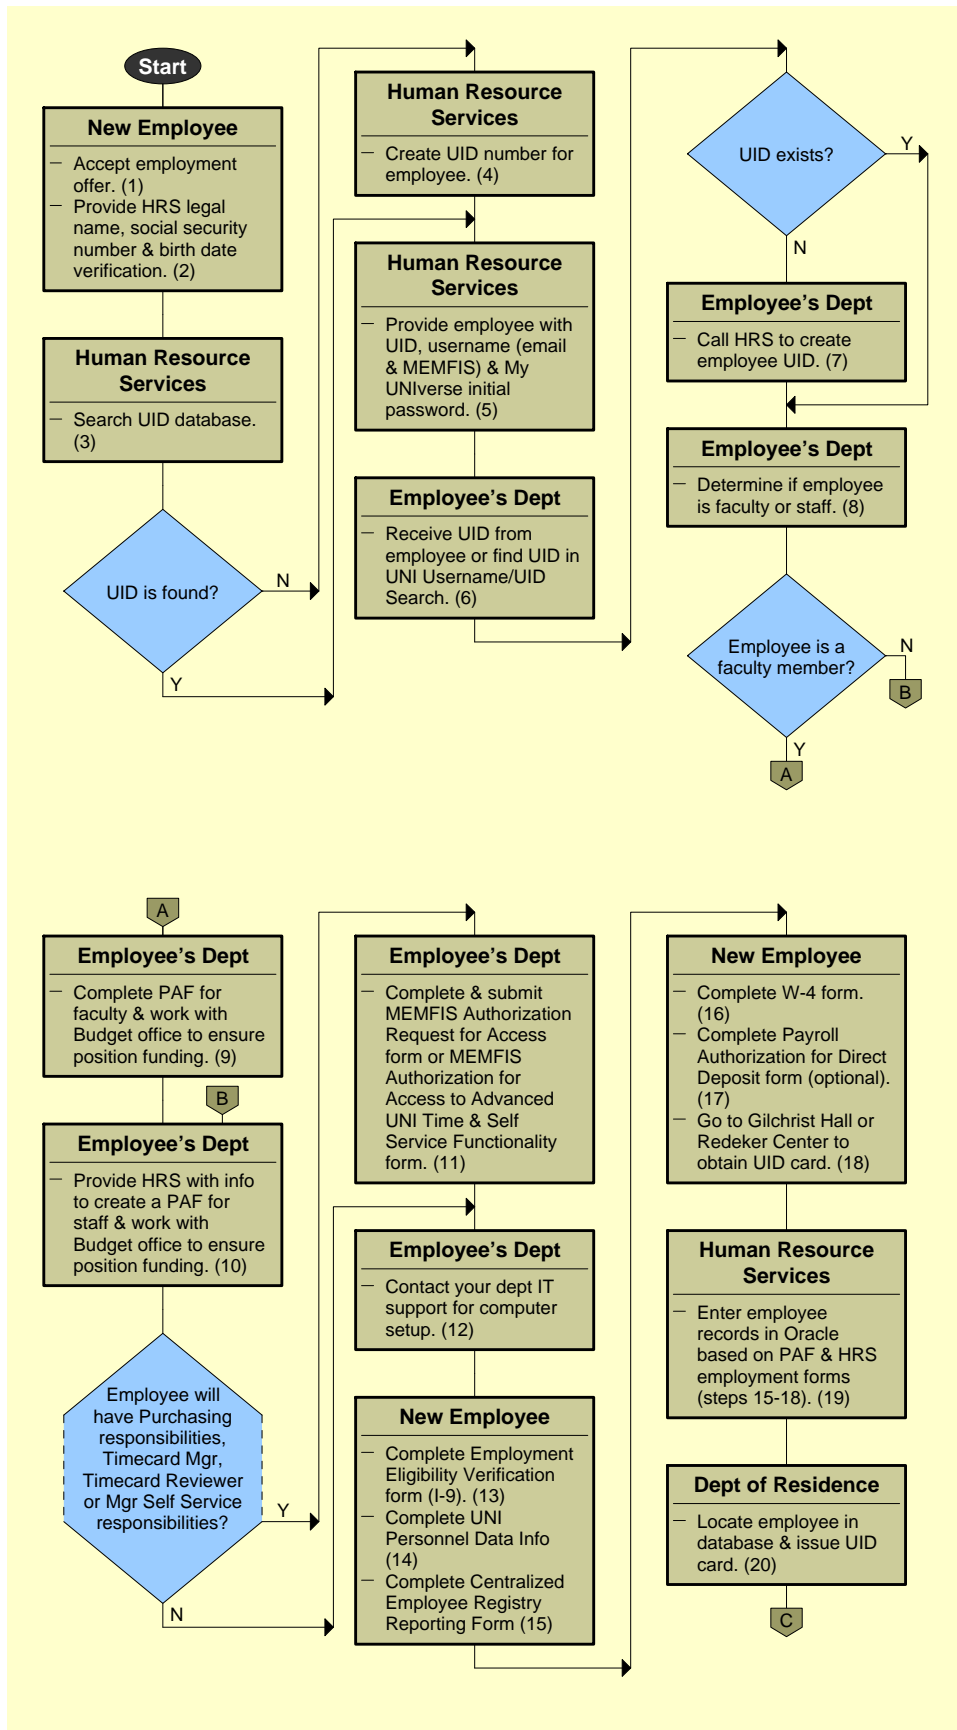 Start
New Employee
— Accept employment
offer. (1)
— Provide HRS legal
name, social security
number & birth date
verification. (2)
Human Resource
Services
— Search UID database.
(3)
UID is found?
N
Y
Human Resource
Services
— Create UID number for
employee. (4)
Human Resource
Services
— Provide employee with
UID, username (email
& MEMFIS) & My
UNIverse initial
password. (5)
Employee's Dept
— Receive UID from
employee or find UID in
UNI Username/UID
Search. (6)
UID exists?
Y
N
Employee's Dept
— Call HRS to create
employee UID. (7)
Employee's Dept
— Determine if employee
is faculty or staff. (8)
Employee is a
faculty member?
N
B
Y
A
A
Employee's Dept
— Complete PAF for
faculty & work with
Budget office to ensure
position funding. (9)
B
Employee's Dept
— Provide HRS with info
to create a PAF for
staff & work with
Budget office to ensure
position funding. (10)
Employee will
have Purchasing
responsibilities,
Timecard Mgr,
Timecard Reviewer
or Mgr Self Service
responsibilities?
Y
N
Employee's Dept
— Complete & submit
MEMFIS Authorization
Request for Access
form or MEMFIS
Authorization for
Access to Advanced
UNI Time & Self
Service Functionality
form. (11)
Employee's Dept
— Contact your dept IT
support for computer
setup. (12)
New Employee
— Complete Employment
Eligibility Verification
form (I-9). (13)
— Complete UNI
Personnel Data Info
(14)
— Complete Centralized
Employee Registry
Reporting Form (15)
New Employee
— Complete W-4 form.
(16)
— Complete Payroll
Authorization for Direct
Deposit form (optional).
(17)
— Go to Gilchrist Hall or
Redeker Center to
obtain UID card. (18)
Human Resource
Services
— Enter employee
records in Oracle
based on PAF & HRS
employment forms
(steps 15-18). (19)
Dept of Residence
— Locate employee in
database & issue UID
card. (20)
C